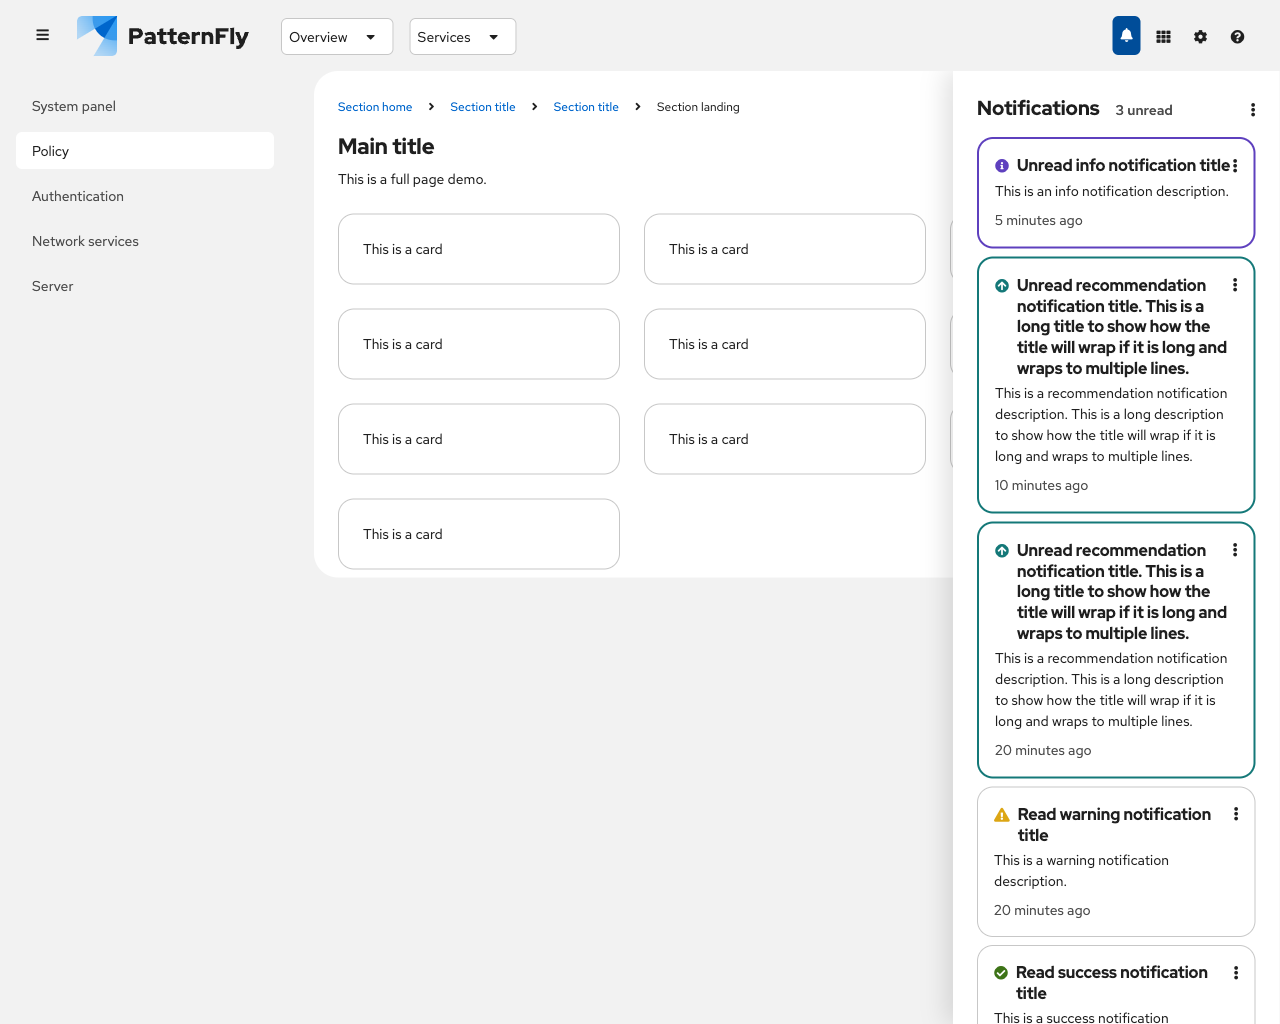 PatternFly
Overview
Services
System panel
Policy
Authentication
Network services
Server
Section home
Section title
Section title
Section landing
Main title
This is a full page demo.
This is a card
This is a card
This is a card
This is a card
This is a card
This is a card
This is a card
Notifications
3 unread
Unread info notification title
This is an info notification description.
5 minutes ago
Unread recommendation
notification title. This is a
long title to show how the
title will wrap if it is long and
wraps to multiple lines.
This is a recommendation notification
description. This is a long description
to show how the title will wrap if it is
long and wraps to multiple lines.
10 minutes ago
Unread recommendation
notification title. This is a
long title to show how the
title will wrap if it is long and
wraps to multiple lines.
This is a recommendation notification
description. This is a long description
to show how the title will wrap if it is
long and wraps to multiple lines.
20 minutes ago
Read warning notification
title
This is a warning notification
description.
20 minutes ago
Read success notification
title
This is a success notification